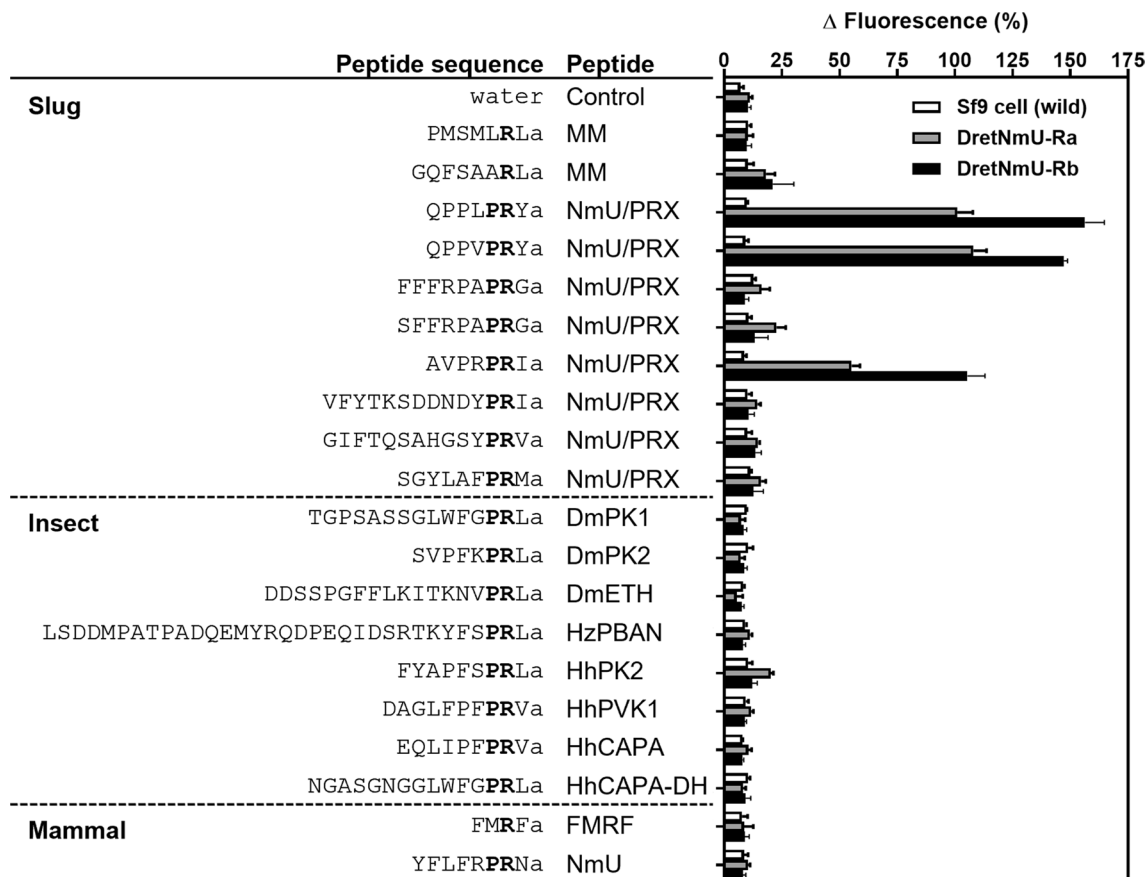 Δ Fluorescence (%)
Peptide sequence Peptide 0 25 50 75 100 125 150 175
Slug water Control
PMSMLRLa MM
GQFSAARLa MM
QPPLPRYa NmU/PRX
QPPVPRYa NmU/PRX
FFFRPAPRGa NmU/PRX
SFFRPAPRGa NmU/PRX
AVPRPRIa NmU/PRX
VFYTKSDDNDYPRIa NmU/PRX
GIFTQSAHGSYPRVa NmU/PRX
SGYLAFPRMa NmU/PRX
Insect TGPSASSGLWFGPRLa DmPK1
SVPFKPRLa DmPK2
DDSSPGFFLKITKNVPRLa DmETH
LSDDMPATPADQEMYRQDPEQIDSRTKYFSPRLa HzPBAN
FYAPFSPRLa HhPK2
DAGLFPFPRVa HhPVK1
EQLIPFPRVa HhCAPA
NGASGNGGLWFGPRLa HhCAPA-DH
Mammal FMRFa FMRF
YFLFRPRNa NmU
Sf9 cell (wild)
DretNmU-Ra
DretNmU-Rb